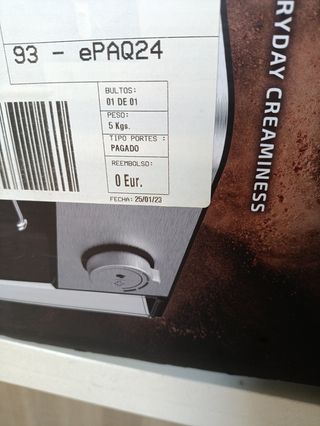 93 - ePAQ24
BULTOS:
01 DE 01
PESO:
5 Kgs.
TIPO PORTES :
PAGADO
REEMBOLSO:
0 Eur.
FECHA: 25/01/23
RYDAY CREAMINESS